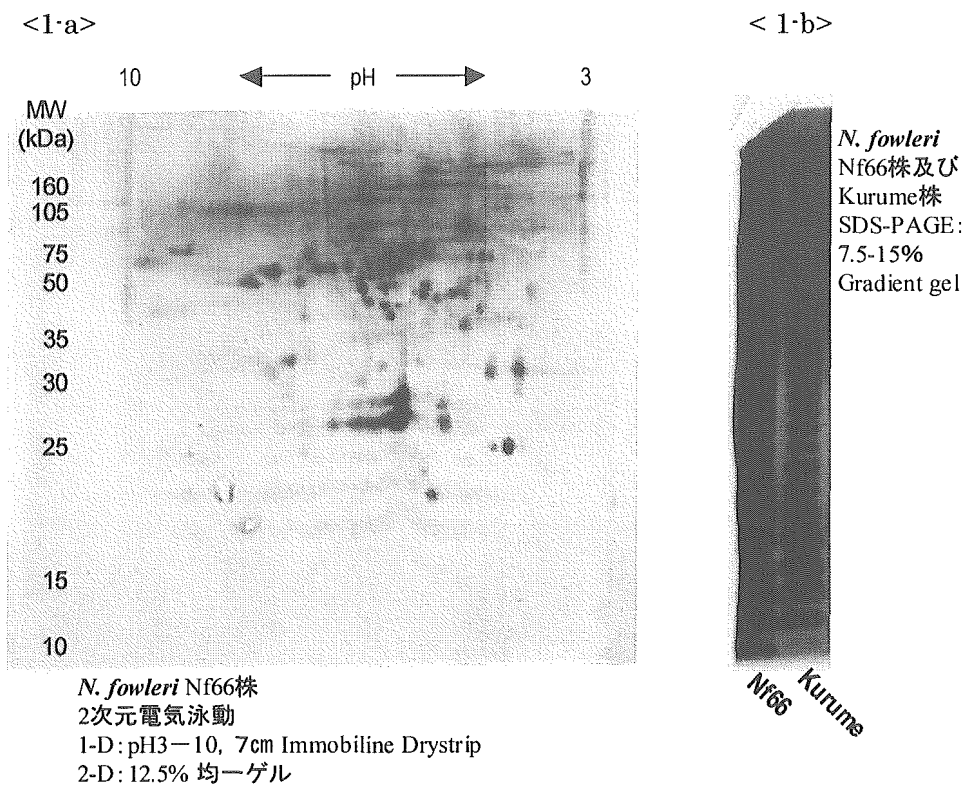 <1-a>
10 pH 3
MW
(kDa)
160
105
75
50
35
30
25
15
10
N. fowleri Nf66株
2次元電気泳動
1-D:pH3－10, 7㎝ Immobiline Drystrip
2-D:12.5% 均一ゲル
< 1-b>
N. fowleri
Nf66株及び
Kurume株
SDS-PAGE:
7.5-15%
Gradient gel
Nf66
Kurume